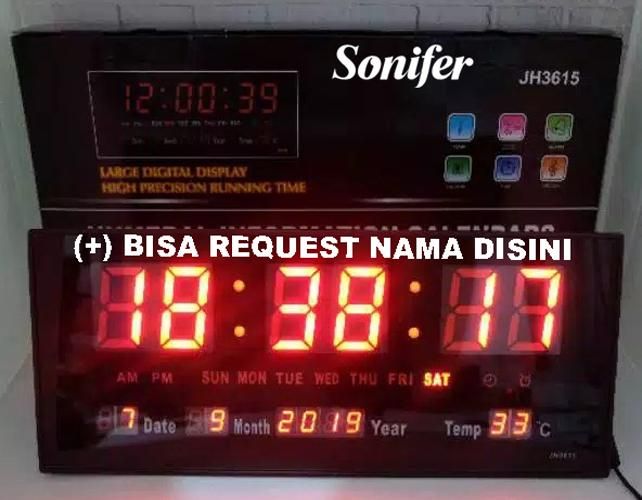 Sonifer
JH3615
12:00:39
LARGE DIGITAL DISPLAY
HIGH PRECISION RUNNING TIME
(+) BISA REQUEST NAMA DISINI
18:38:17
AM PM SUN MON TUE WED THU FRI SAT
7 Date 9 Month 2019 Year Temp 33 °C
JH3615